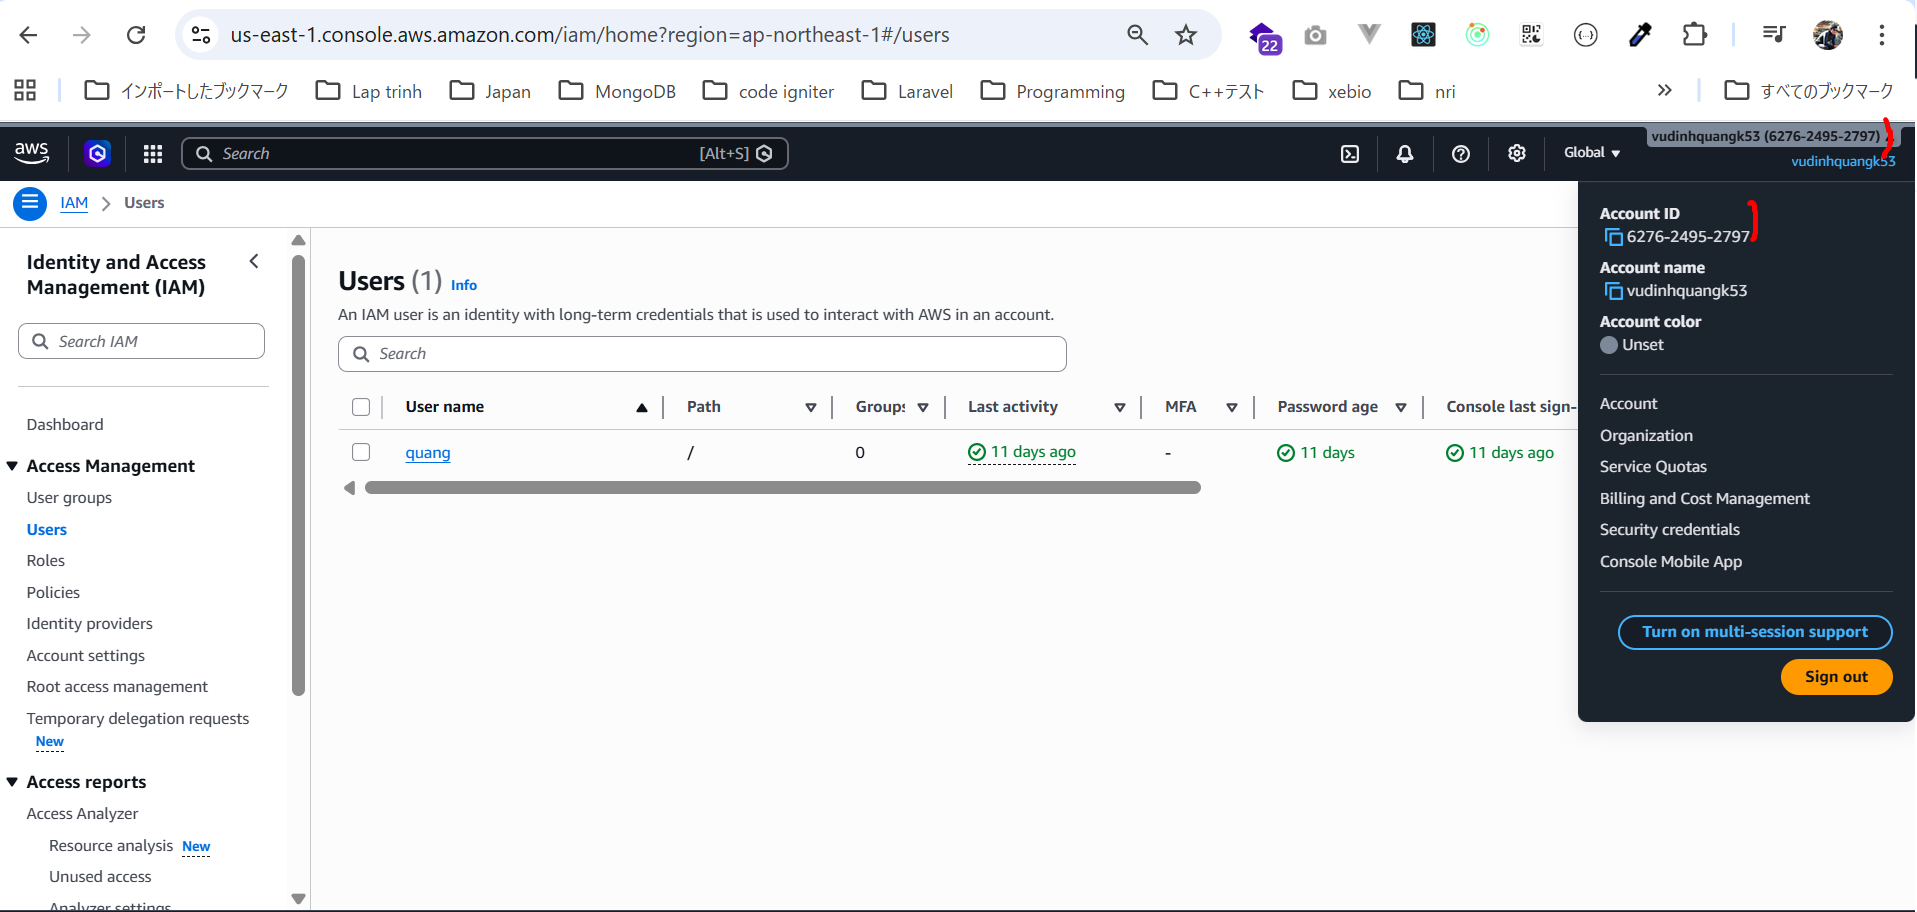 us-east-1.console.aws.amazon.com/iam/home?region=ap-northeast-1#/users
22
インポートしたブックマーク
Lap trinh
Japan
MongoDB
code igniter
Laravel
Programming
C++テスト
xebio
nri
すべてのブックマーク
aws
Search
[Alt+S]
Global
vudinhquangk53 (6276-2495-2797)
vudinhquangk53
IAM
Users
Identity and Access
Management (IAM)
Search IAM
Dashboard
Access Management
User groups
Users
Roles
Policies
Identity providers
Account settings
Root access management
Temporary delegation requests
New
Access reports
Access Analyzer
Resource analysis New
Unused access
Analyzer settings
Users (1) Info
An IAM user is an identity with long-term credentials that is used to interact with AWS in an account.
Search
User name
Path
Groups
Last activity
MFA
Password age
Console last sign-
quang
/
0
11 days ago
-
11 days
11 days ago
Account ID
6276-2495-2797
Account name
vudinhquangk53
Account color
Unset
Account
Organization
Service Quotas
Billing and Cost Management
Security credentials
Console Mobile App
Turn on multi-session support
Sign out